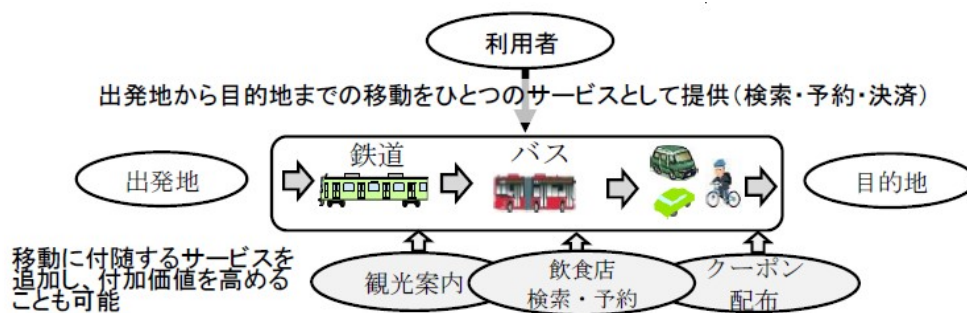 利用者
出発地から目的地までの移動をひとつのサービスとして提供(検索・予約・決済)
出発地
鉄道
バス
目的地
移動に付随するサービスを
追加し、付加価値を高める
ことも可能
観光案内
飲食店
検索・予約
クーポン
配布